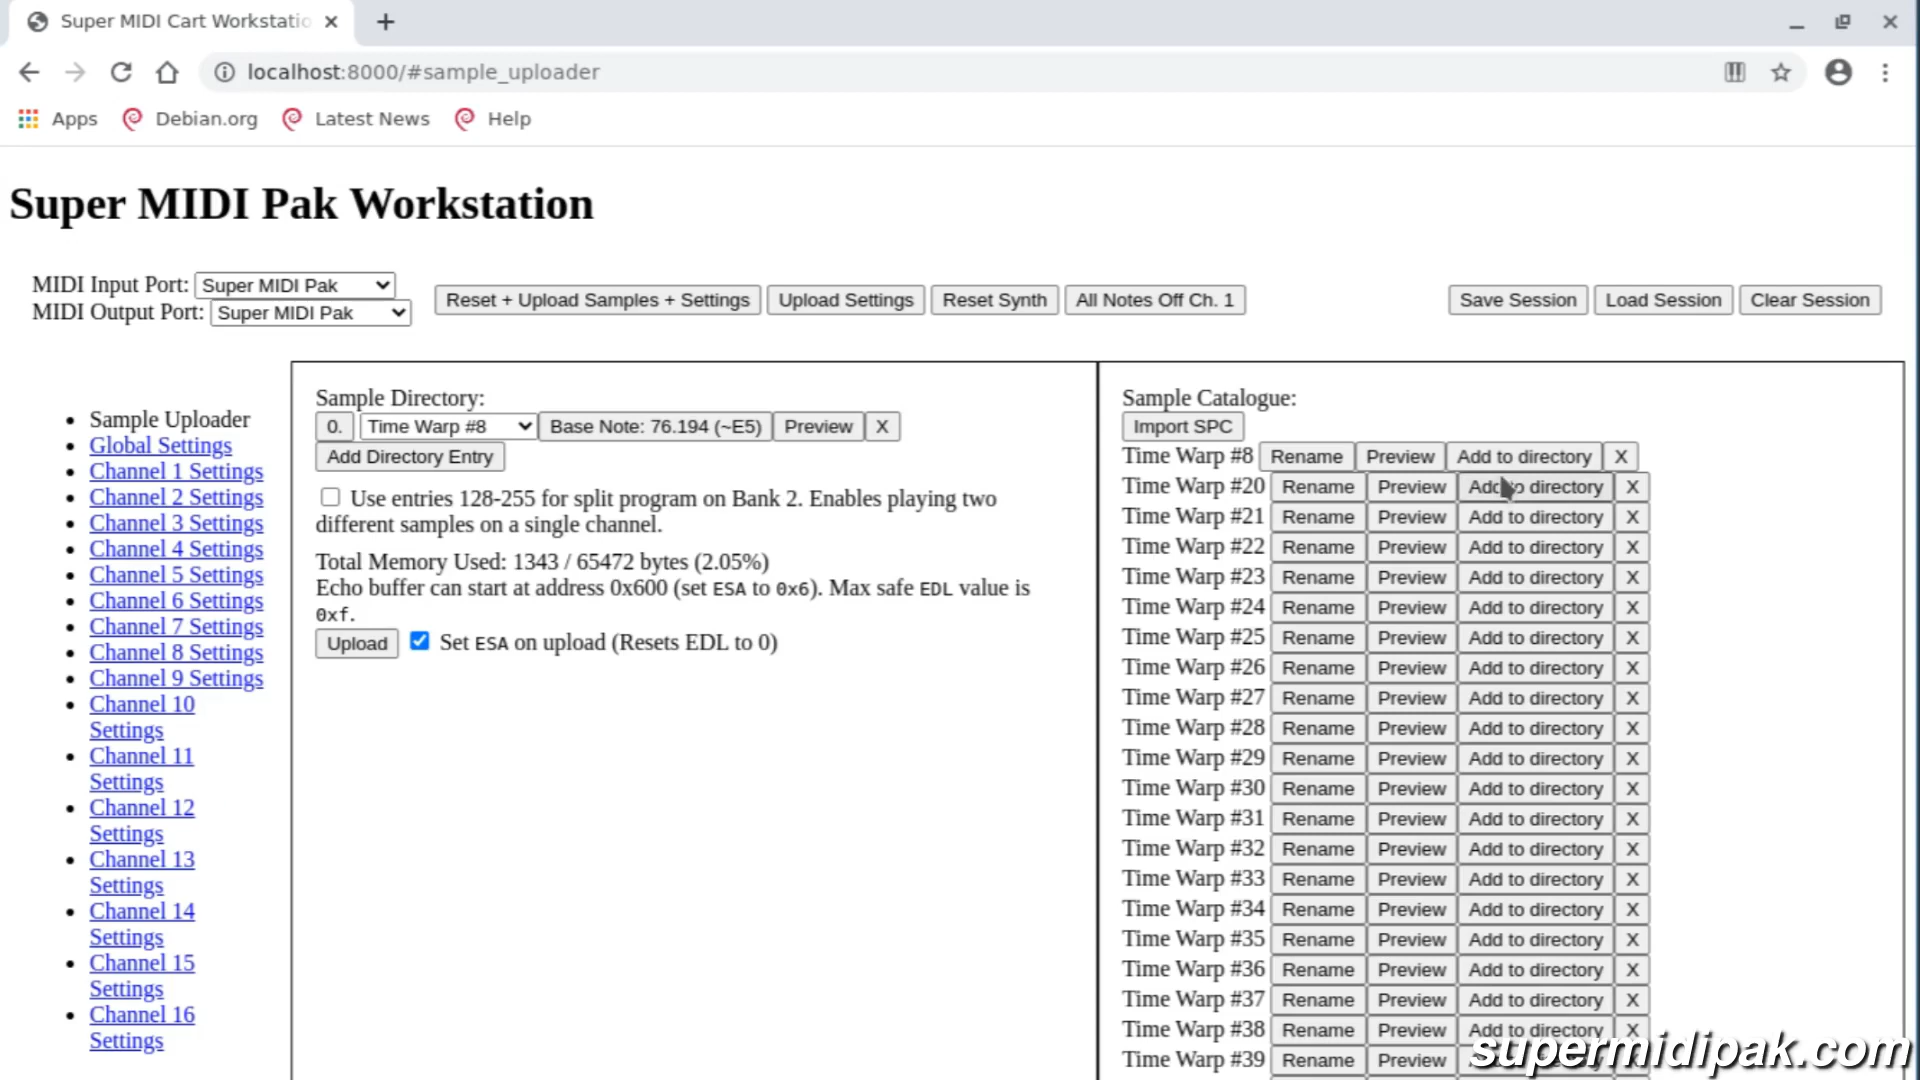 Super MIDI Cart Workstatio
localhost:8000/#sample_uploader
Apps Debian.org Latest News Help
Super MIDI Pak Workstation
MIDI Input Port: Super MIDI Pak
MIDI Output Port: Super MIDI Pak
Reset + Upload Samples + Settings Upload Settings Reset Synth All Notes Off Ch. 1 Save Session Load Session Clear Session
Sample Uploader
Global Settings
Channel 1 Settings
Channel 2 Settings
Channel 3 Settings
Channel 4 Settings
Channel 5 Settings
Channel 6 Settings
Channel 7 Settings
Channel 8 Settings
Channel 9 Settings
Channel 10
Settings
Channel 11
Settings
Channel 12
Settings
Channel 13
Settings
Channel 14
Settings
Channel 15
Settings
Channel 16
Settings
Sample Directory:
0. Time Warp #8 Base Note: 76.194 (~E5) Preview X
Add Directory Entry
Use entries 128-255 for split program on Bank 2. Enables playing two
different samples on a single channel.
Total Memory Used: 1343 / 65472 bytes (2.05%)
Echo buffer can start at address 0x600 (set ESA to 0x6). Max safe EDL value is
0xf.
Upload Set ESA on upload (Resets EDL to 0)
Sample Catalogue:
Import SPC
Time Warp #8 Rename Preview Add to directory X
Time Warp #20 Rename Preview Add to directory X
Time Warp #21 Rename Preview Add to directory X
Time Warp #22 Rename Preview Add to directory X
Time Warp #23 Rename Preview Add to directory X
Time Warp #24 Rename Preview Add to directory X
Time Warp #25 Rename Preview Add to directory X
Time Warp #26 Rename Preview Add to directory X
Time Warp #27 Rename Preview Add to directory X
Time Warp #28 Rename Preview Add to directory X
Time Warp #29 Rename Preview Add to directory X
Time Warp #30 Rename Preview Add to directory X
Time Warp #31 Rename Preview Add to directory X
Time Warp #32 Rename Preview Add to directory X
Time Warp #33 Rename Preview Add to directory X
Time Warp #34 Rename Preview Add to directory X
Time Warp #35 Rename Preview Add to directory X
Time Warp #36 Rename Preview Add to directory X
Time Warp #37 Rename Preview Add to directory X
Time Warp #38 Rename Preview Add to directory X
Time Warp #39 Rename Preview
supermidipak.com